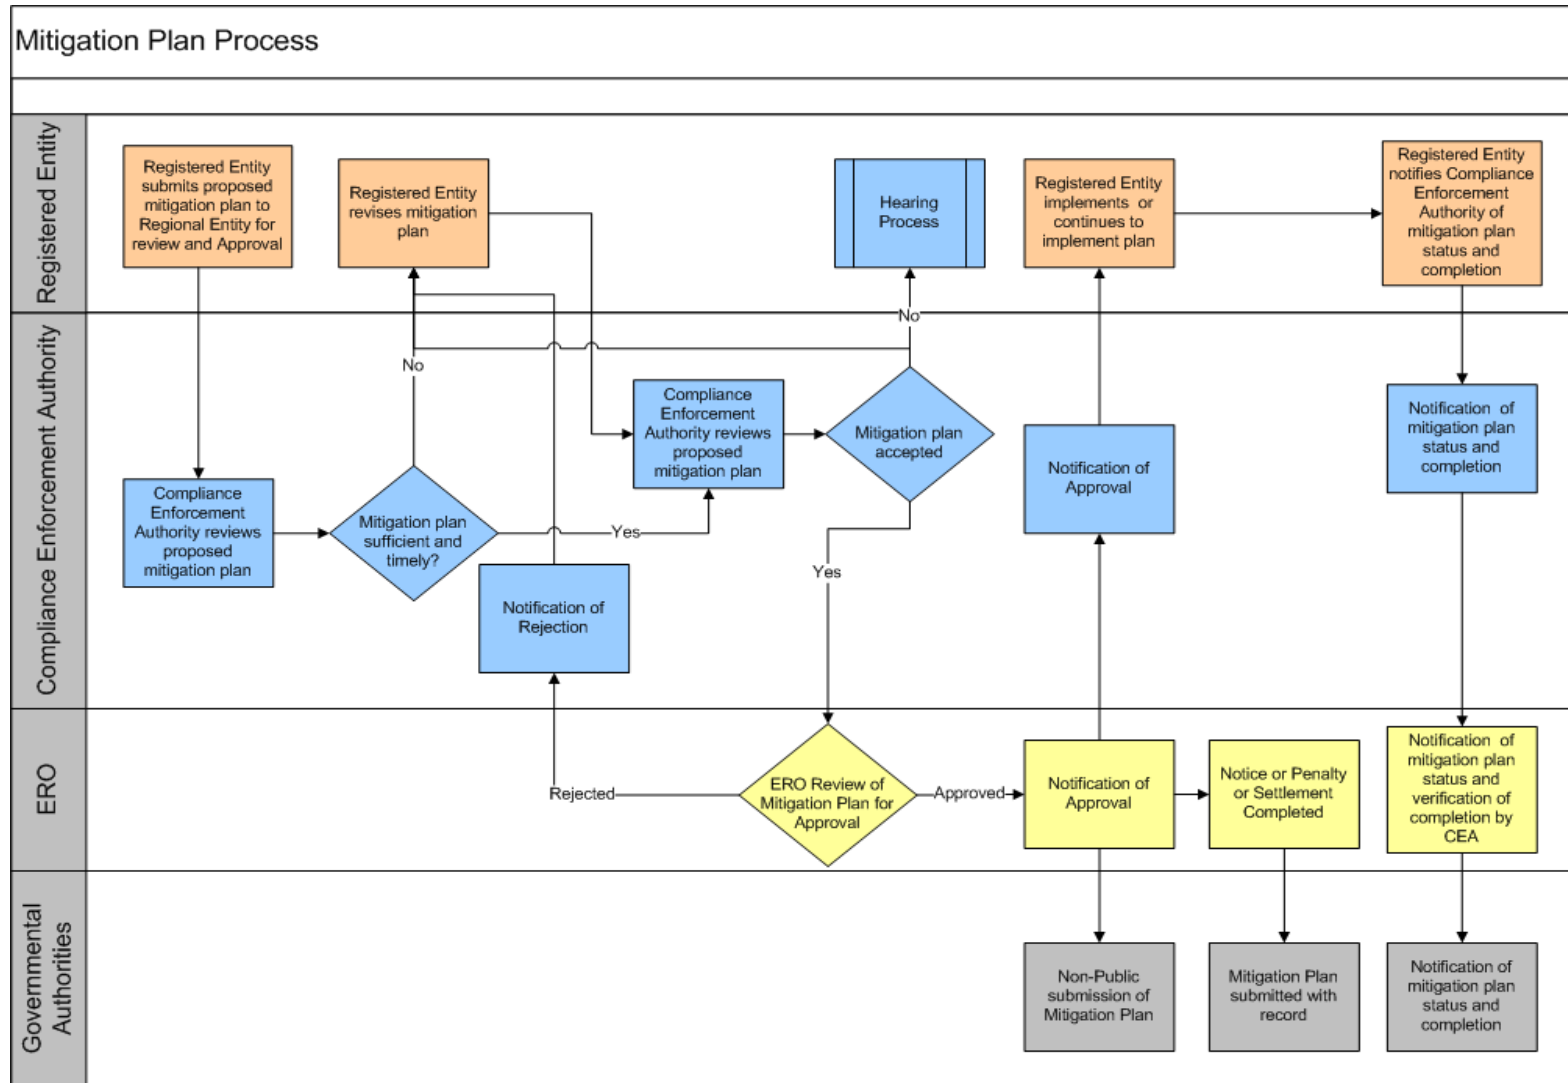 Mitigation Plan Process
Registered Entity
Registered Entity
submits proposed
mitigation plan to
Regional Entity for
review and Approval
Registered Entity
revises mitigation
plan
Hearing
Process
Registered Entity
implements or
continues to
implement plan
Registered Entity
notifies Compliance
Enforcement
Authority of
mitigation plan
status and
completion
Compliance Enforcement Authority
Compliance
Enforcement
Authority reviews
proposed
mitigation plan
No
Mitigation plan
sufficient and
timely?
Yes
Notification of
Rejection
Compliance
Enforcement
Authority reviews
proposed
mitigation plan
No
Mitigation plan
accepted
Yes
Notification of
Approval
Notification of
mitigation plan
status and
completion
ERO
Rejected
ERO Review of
Mitigation Plan for
Approval
Approved
Notification of
Approval
Notice or Penalty
or Settlement
Completed
Notification of
mitigation plan
status and
verification of
completion by
CEA
Governmental
Authorities
Non-Public
submission of
Mitigation Plan
Mitigation Plan
submitted with
record
Notification of
mitigation plan
status and
completion